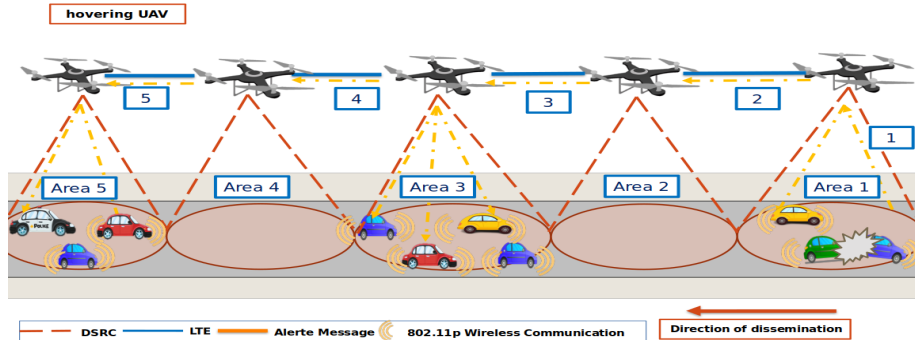 hovering UAV
5
4
3
2
1
Area 5
Area 4
Area 3
Area 2
Area 1
POLICE
DSRC
LTE
Alerte Message
802.11p Wireless Communication
Direction of dissemination